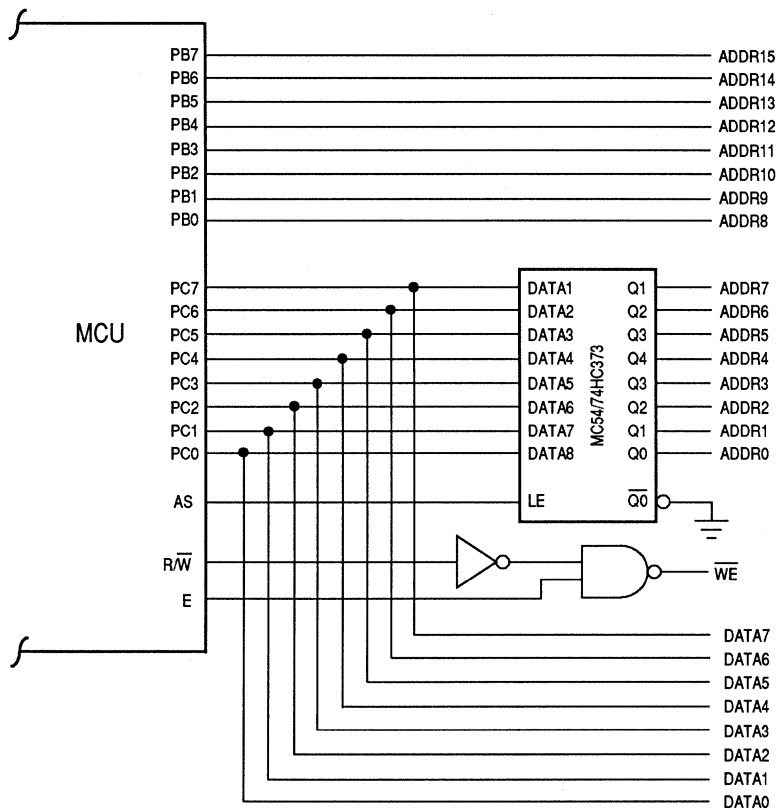 PB7 ADDR15
PB6 ADDR14
PB5 ADDR13
PB4 ADDR12
PB3 ADDR11
PB2 ADDR10
PB1 ADDR9
PB0 ADDR8
PC7 DATA1 Q1 ADDR7
PC6 DATA2 Q2 ADDR6
PC5 DATA3 Q3 ADDR5
MCU
PC4 DATA4 Q4 ADDR4
PC3 DATA5 Q3 ADDR3
PC2 DATA6 Q2 ADDR2
PC1 DATA7 Q1 ADDR1
PC0 DATA8 Q0 ADDR0
MC54/74HC373
AS LE Q̅0̅
R/W̅
W̅E̅
E
DATA7
DATA6
DATA5
DATA4
DATA3
DATA2
DATA1
DATA0